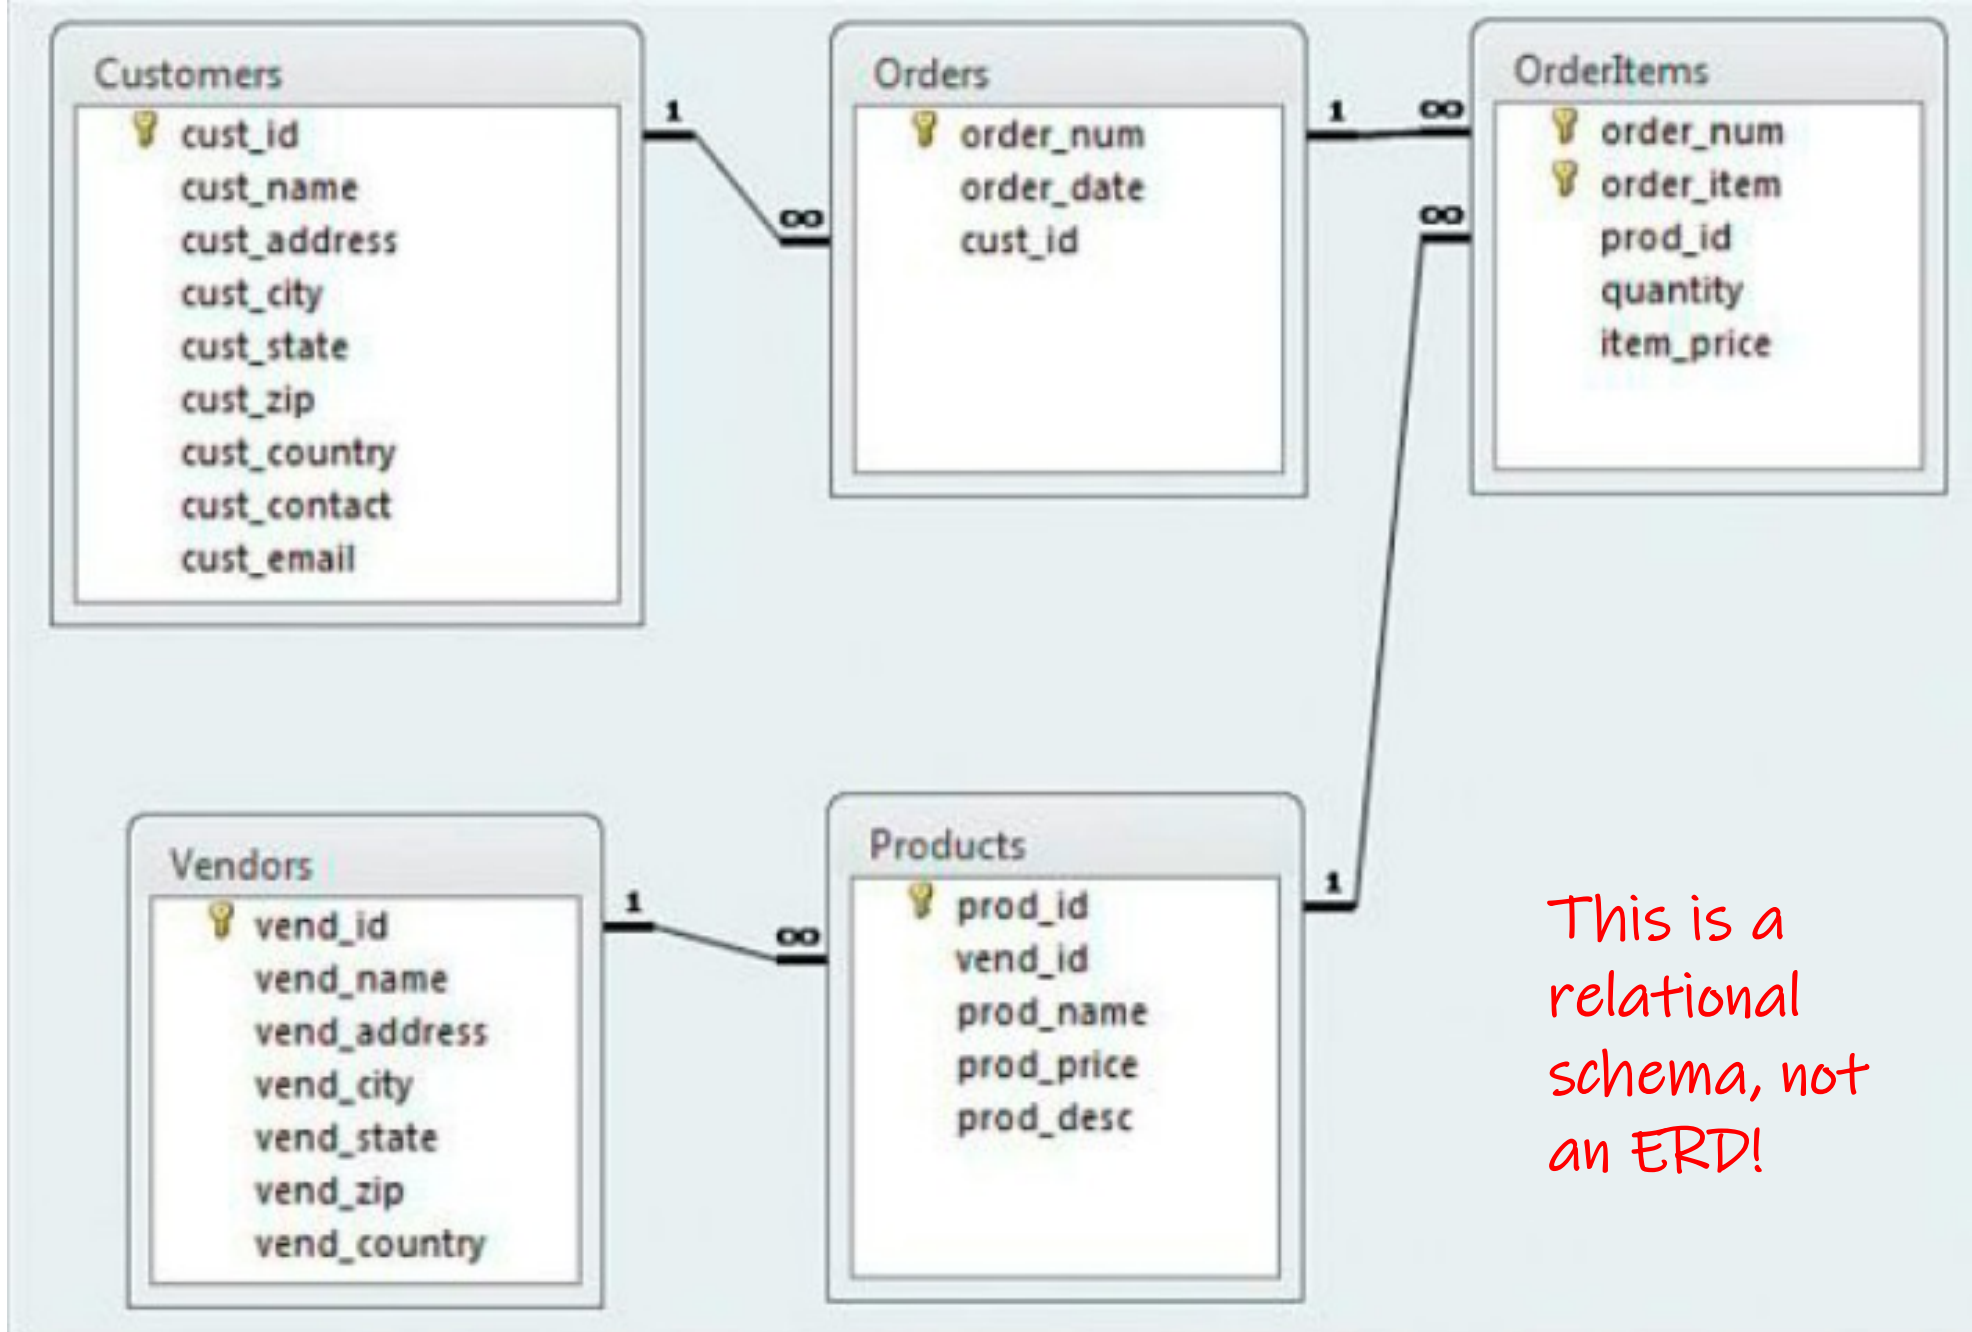 Customers
cust_id
cust_name
cust_address
cust_city
cust_state
cust_zip
cust_country
cust_contact
cust_email
1
∞
Orders
order_num
order_date
cust_id
1
∞
OrderItems
order_num
order_item
prod_id
quantity
item_price
∞
Vendors
vend_id
vend_name
vend_address
vend_city
vend_state
vend_zip
vend_country
1
∞
Products
prod_id
vend_id
prod_name
prod_price
prod_desc
1
This is a
relational
schema, not
an ERD!